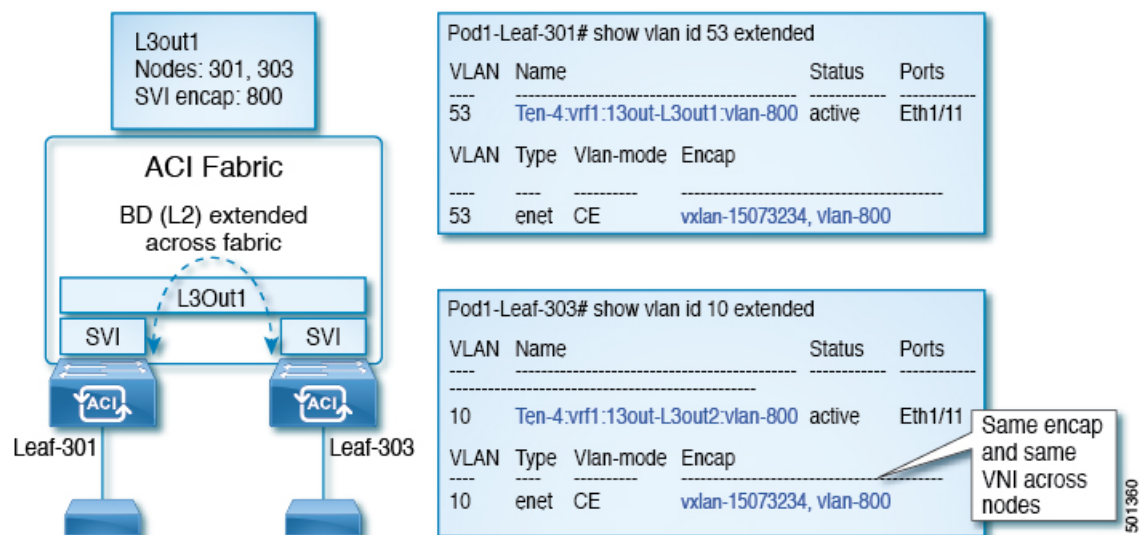 L3out1
Nodes: 301, 303
SVI encap: 800
ACI Fabric
BD (L2) extended
across fabric
L3Out1
SVI
SVI
ACI
ACI
Leaf-301
Leaf-303
Pod1-Leaf-301# show vlan id 53 extended
VLAN Name Status Ports
---- -------------------------------------------- ------------ ------------
53 Ten-4:vrf1:13out-L3out1:vlan-800 active Eth1/11
VLAN Type Vlan-mode Encap
---- ---- ---------- -----------------------------------------
53 enet CE vxlan-15073234, vlan-800
Pod1-Leaf-303# show vlan id 10 extended
VLAN Name Status Ports
---- -------------------------------------------- ------------ ------------
------------------------------------------------
10 Ten-4:vrf1:13out-L3out2:vlan-800 active Eth1/11
VLAN Type Vlan-mode Encap
---- ---- ---------- -----------------------------------------
10 enet CE vxlan-15073234, vlan-800
Same encap
and same
VNI across
nodes
501360